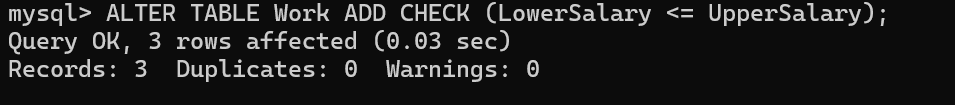 mysql> ALTER TABLE Work ADD CHECK (LowerSalary <= UpperSalary);
Query OK, 3 rows affected (0.03 sec)
Records: 3  Duplicates: 0  Warnings: 0